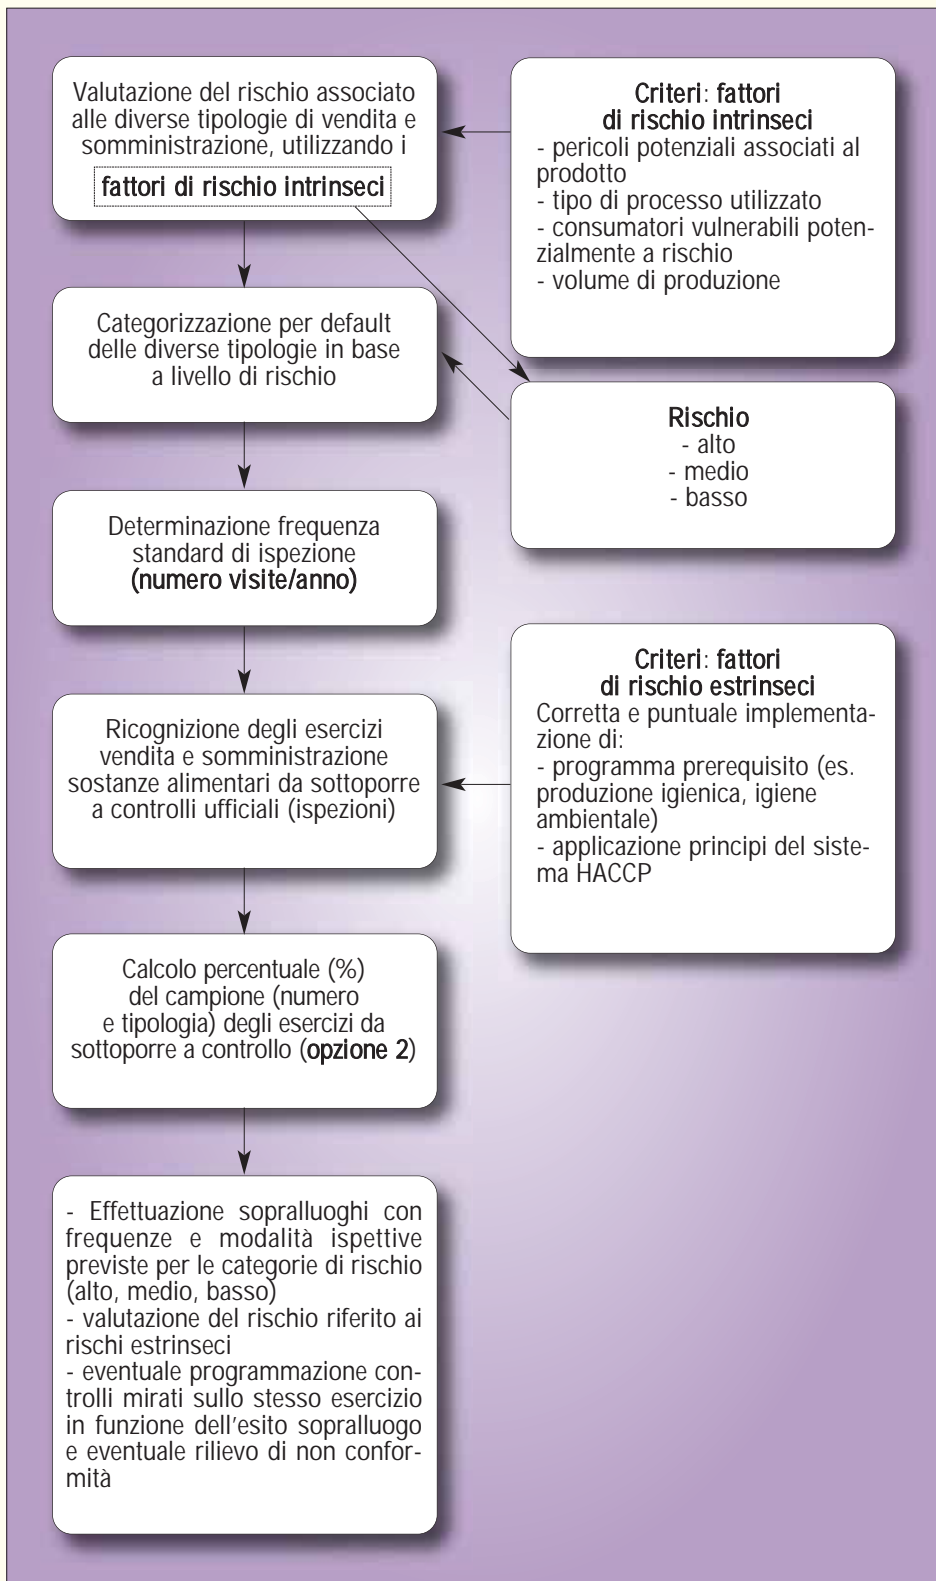 Valutazione del rischio associato
alle diverse tipologie di vendita e
somministrazione, utilizzando i
fattori di rischio intrinseci
Criteri: fattori
di rischio intrinseci
- pericoli potenziali associati al
prodotto
- tipo di processo utilizzato
- consumatori vulnerabili poten-
zialmente a rischio
- volume di produzione
Categorizzazione per default
delle diverse tipologie in base
a livello di rischio
Rischio
- alto
- medio
- basso
Determinazione frequenza
standard di ispezione
(numero visite/anno)
Ricognizione degli esercizi
vendita e somministrazione
sostanze alimentari da sottoporre
a controlli ufficiali (ispezioni)
Criteri: fattori
di rischio estrinseci
Corretta e puntuale implementa-
zione di:
- programma prerequisito (es.
produzione igienica, igiene
ambientale)
- applicazione principi del siste-
ma HACCP
Calcolo percentuale (%)
del campione (numero
e tipologia) degli esercizi da
sottoporre a controllo (opzione 2)
- Effettuazione sopralluoghi con
frequenze e modalità ispettive
previste per le categorie di rischio
(alto, medio, basso)
- valutazione del rischio riferito ai
rischi estrinseci
- eventuale programmazione con-
trolli mirati sullo stesso esercizio
in funzione dell'esito sopralluogo
e eventuale rilievo di non confor-
mità